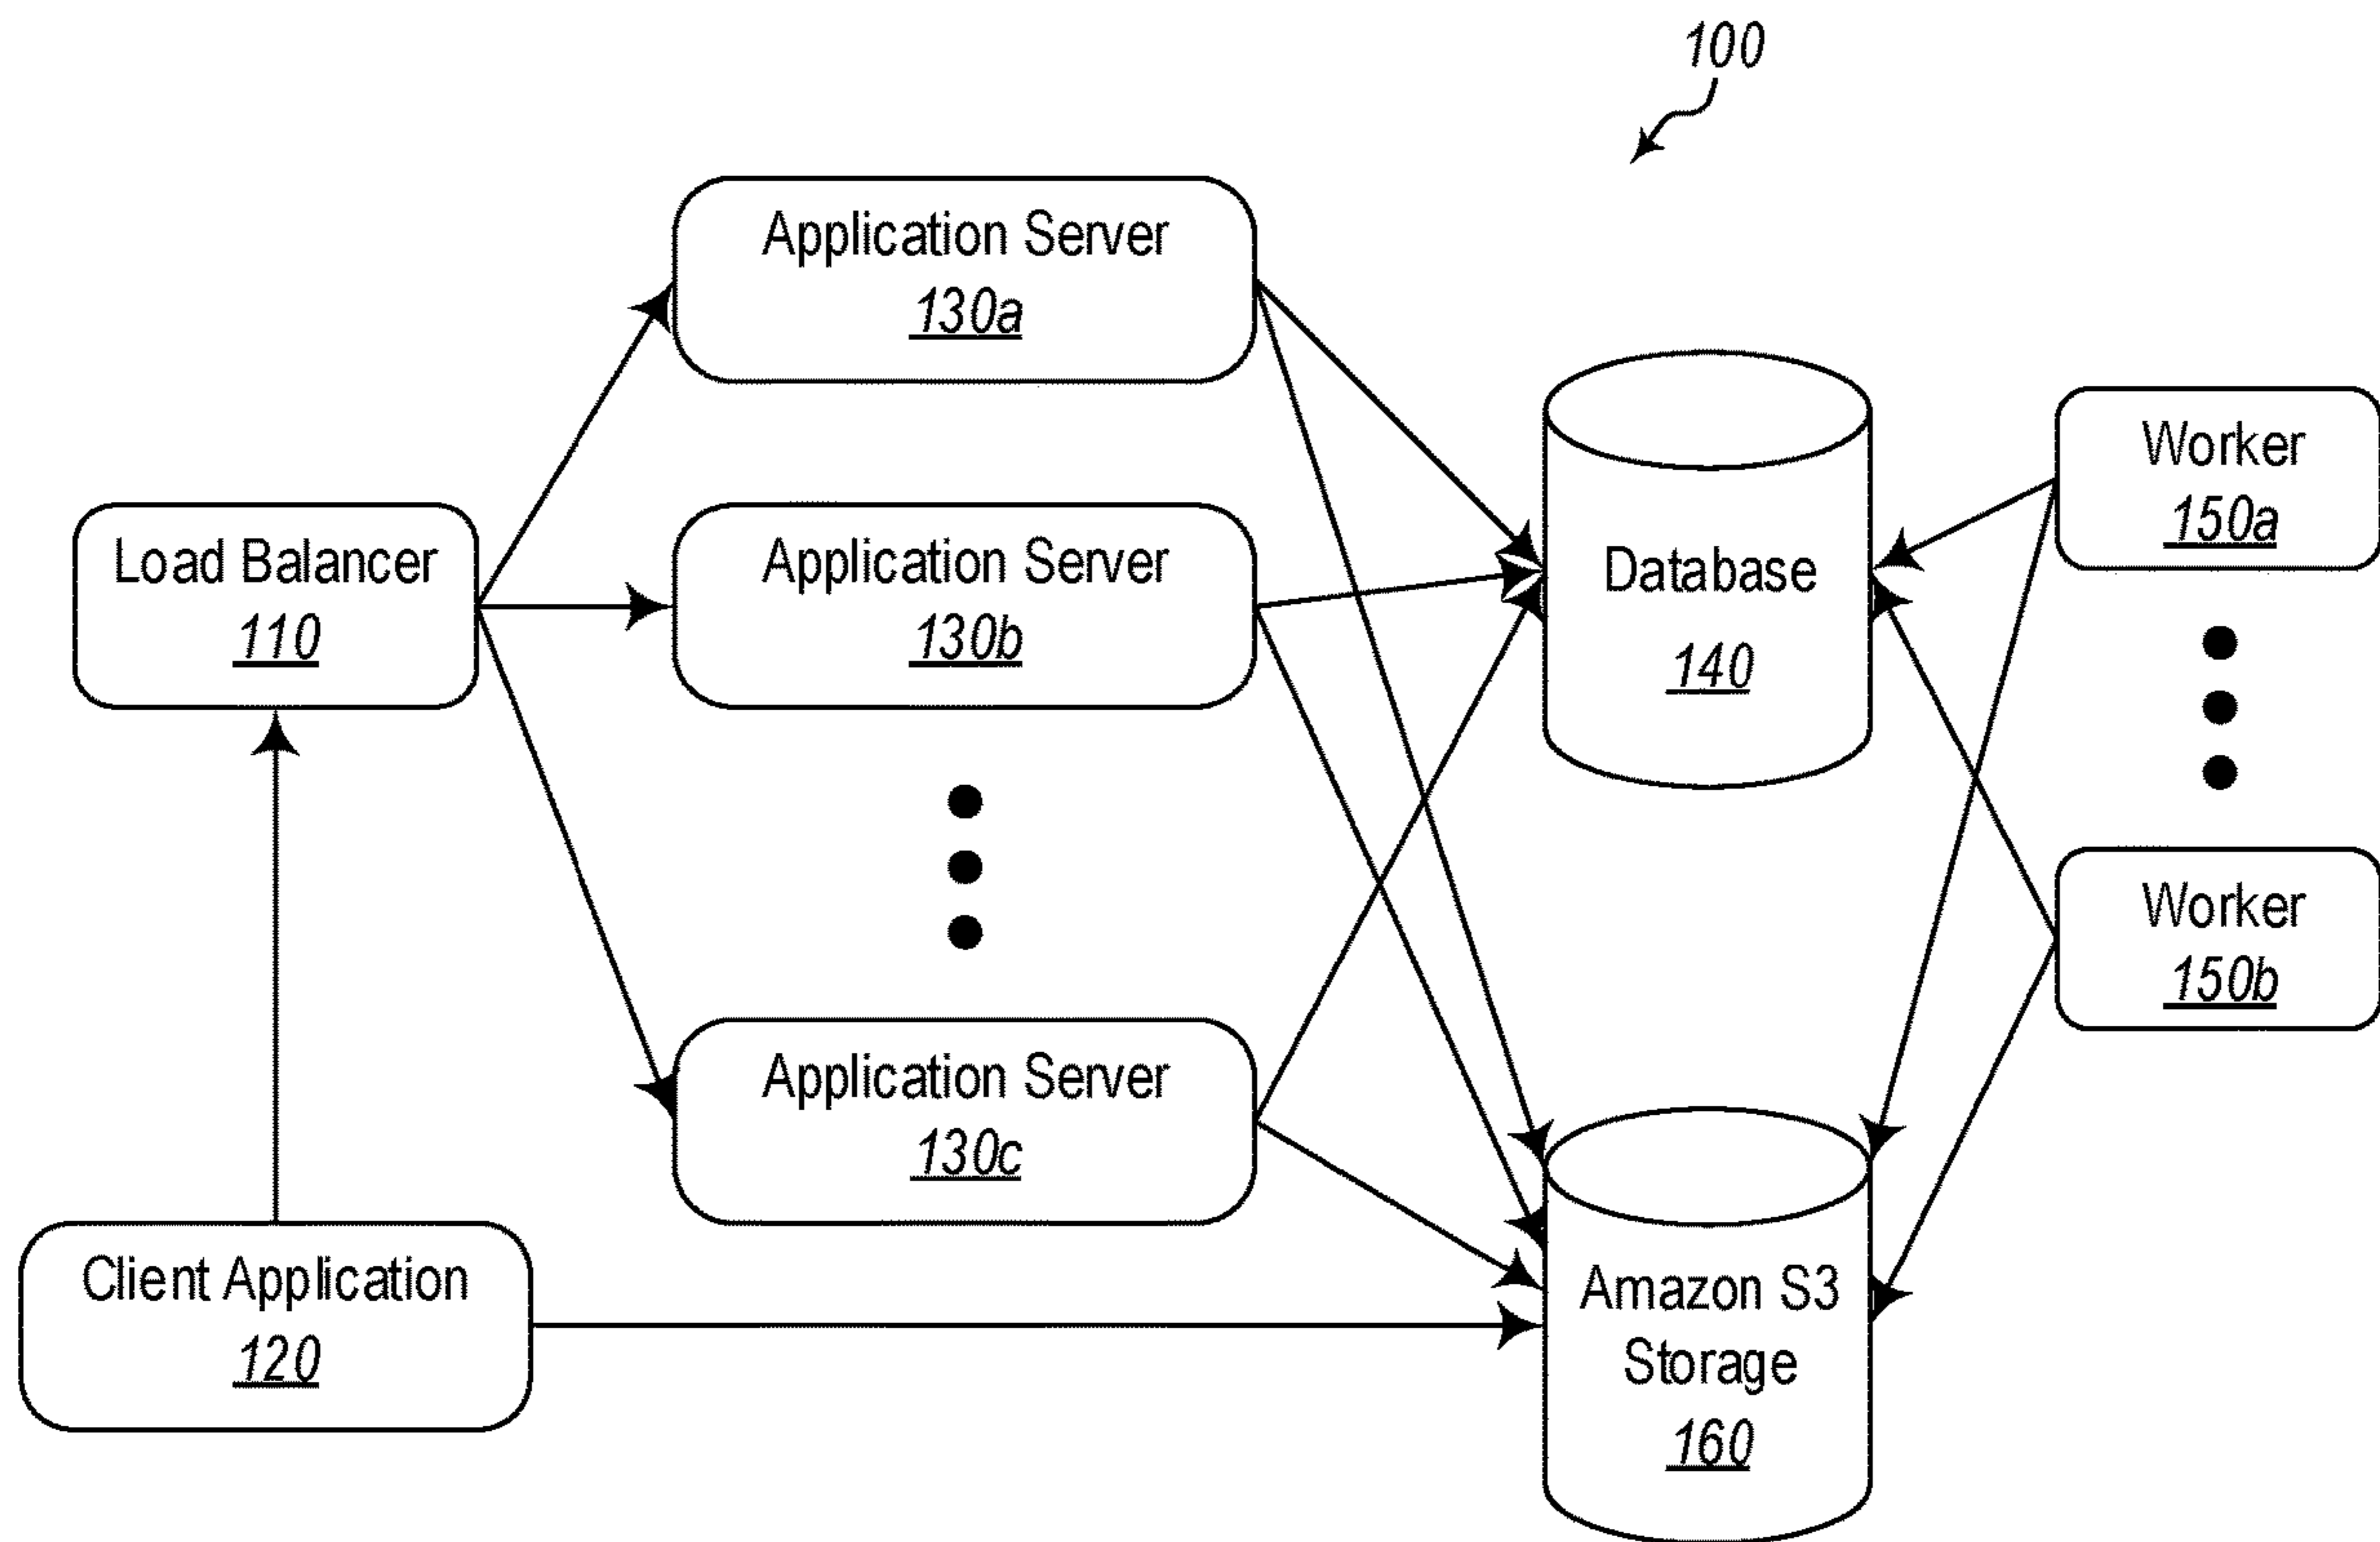 100
Application Server
130a
Load Balancer
110
Application Server
130b
Application Server
130c
Client Application
120
Database
140
Amazon S3
Storage
160
Worker
150a
Worker
150b